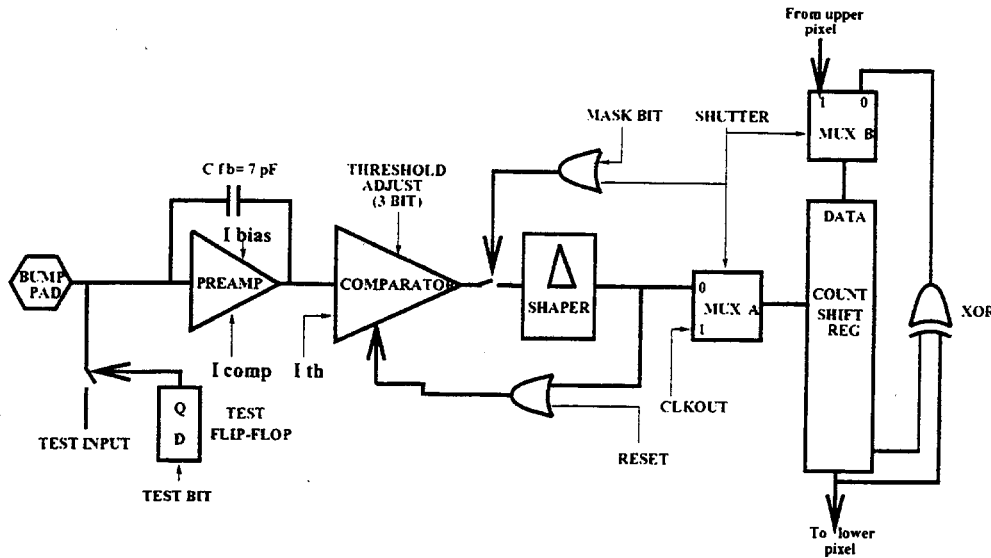 From upper
pixel
1 0
MUX B
MASK BIT
SHUTTER
C fb= 7 pF
THRESHOLD
ADJUST
(3 BIT)
I bias
DATA
BUMP
PAD
PREAMP
COMPARATOR
Δ
SHAPER
0
MUX A
1
COUNT
SHIFT
REG
XOR
I comp
I th
CLKOUT
Q
D
TEST
FLIP-FLOP
TEST INPUT
RESET
TEST BIT
To lower
pixel